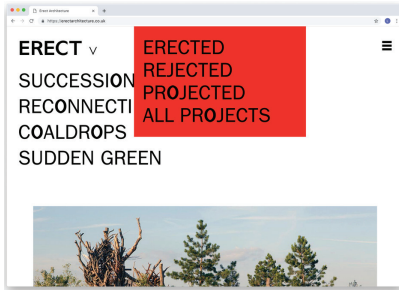 Erect Architecture
https://erectarchitecture.co.uk
ERECT v
ERECTED
REJECTED
PROJECTED
ALL PROJECTS
SUCCESSION
RECONNECTI
COALDROPS
SUDDEN GREEN